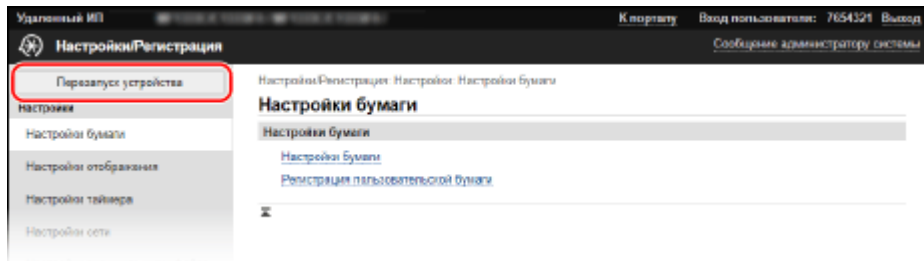 Удаленный ИП
К порталу Вход пользователя: 7654321 Выход
Настройки/Регистрация
Сообщение администратору системы
Перезапуск устройства
Настройки/Регистрация: Настройки: Настройки бумаги
Настройки
Настройки бумаги
Настройки бумаги
Настройки бумаги
Настройки бумаги
Настройки отображения
Регистрация пользовательской бумаги
Настройки таймера
Настройки сети